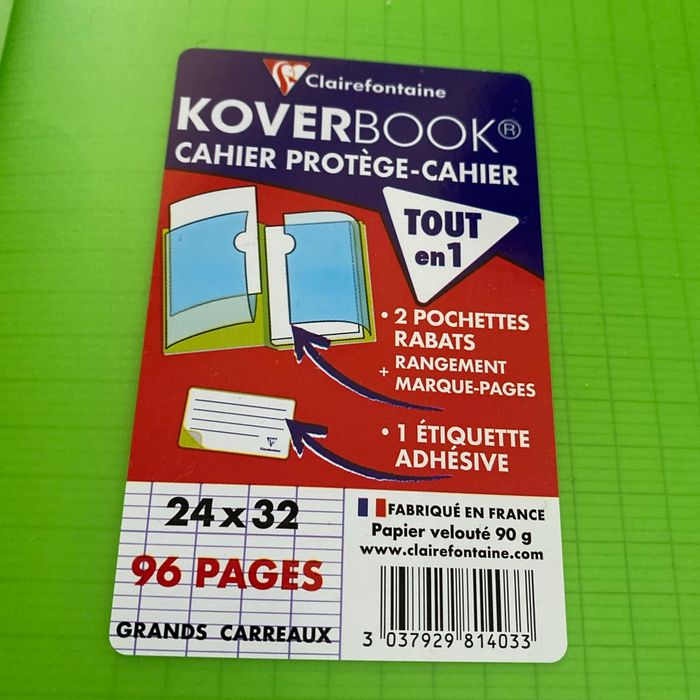 Clairefontaine
KOVERBOOK®
CAHIER PROTÈGE-CAHIER
TOUT
en 1
• 2 POCHETTES
RABATS
+ RANGEMENT
MARQUE-PAGES
• 1 ÉTIQUETTE
ADHÉSIVE
Clairefontaine
24 x 32
96 PAGES
GRANDS CARREAUX
FABRIQUÉ EN FRANCE
Papier velouté 90 g
www.clairefontaine.com
3 037929 814033